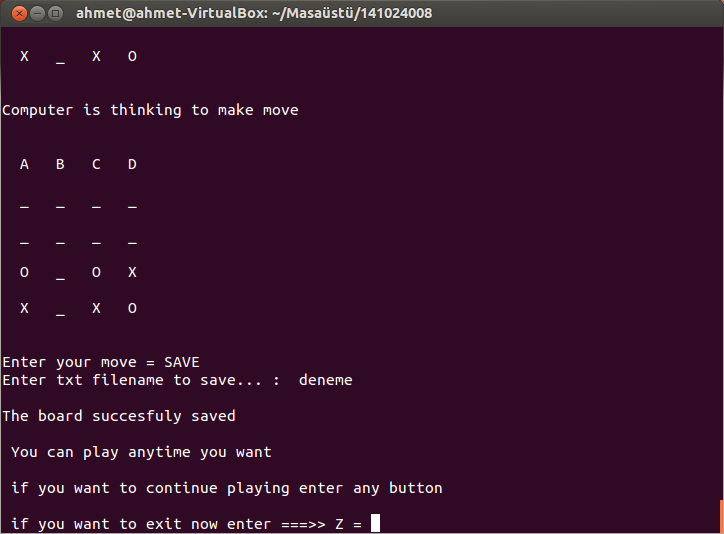 ahmet@ahmet-VirtualBox: ~/Masaüstü/141024008
X _ X O
Computer is thinking to make move
A B C D
_ _ _ _
_ _ _ _
O _ O X
X _ X O
Enter your move = SAVE
Enter txt filename to save... : deneme
The board succesfuly saved
You can play anytime you want
if you want to continue playing enter any button
if you want to exit now enter ===>> Z =